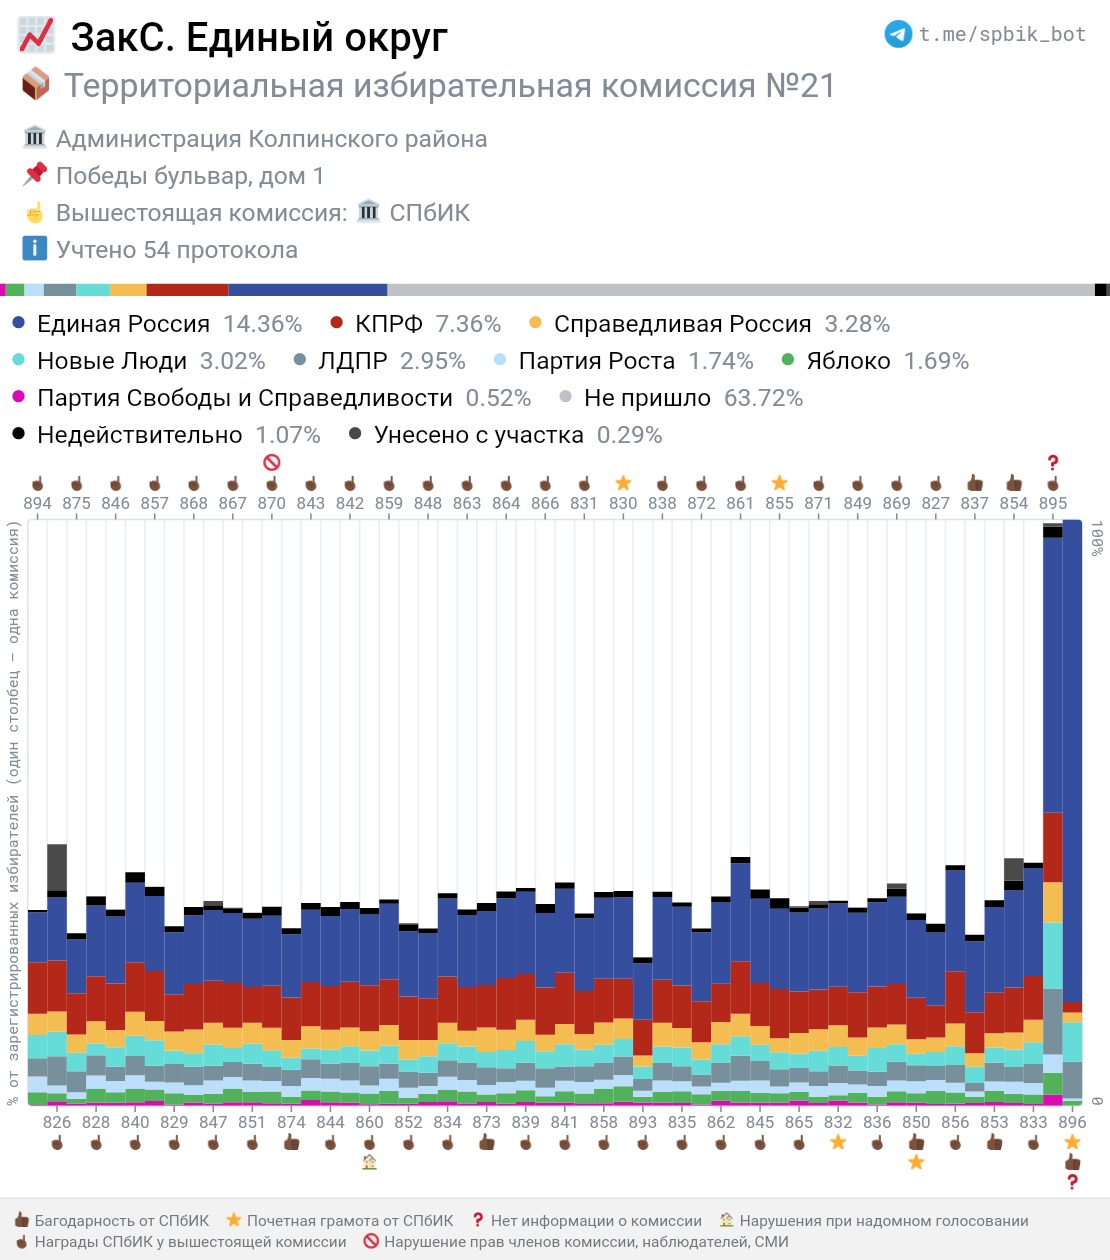 ЗакС. Единый округ
t.me/spbik_bot
Территориальная избирательная комиссия №21
Администрация Колпинского района
Победы бульвар, дом 1
Вышестоящая комиссия: СПбИК
Учтено 54 протокола
Единая Россия 14.36% КПРФ 7.36% Справедливая Россия 3.28%
Новые Люди 3.02% ЛДПР 2.95% Партия Роста 1.74% Яблоко 1.69%
Партия Свободы и Справедливости 0.52% Не пришло 63.72%
Недействительно 1.07% Унесено с участка 0.29%
894 875 846 857 868 867 870 843 842 859 848 863 864 866 831 830 838 872 861 855 871 849 869 827 837 854 895
% от зарегистрированных избирателей (один столбец – одна комиссия)
100%
0
826 828 840 829 847 851 874 844 860 852 834 873 839 841 858 893 835 862 845 865 832 836 850 856 853 833 896
Багодарность от СПбИК Почетная грамота от СПбИК Нет информации о комиссии Нарушения при надомном голосовании
Награды СПбИК у вышестоящей комиссии Нарушение прав членов комиссии, наблюдателей, СМИ